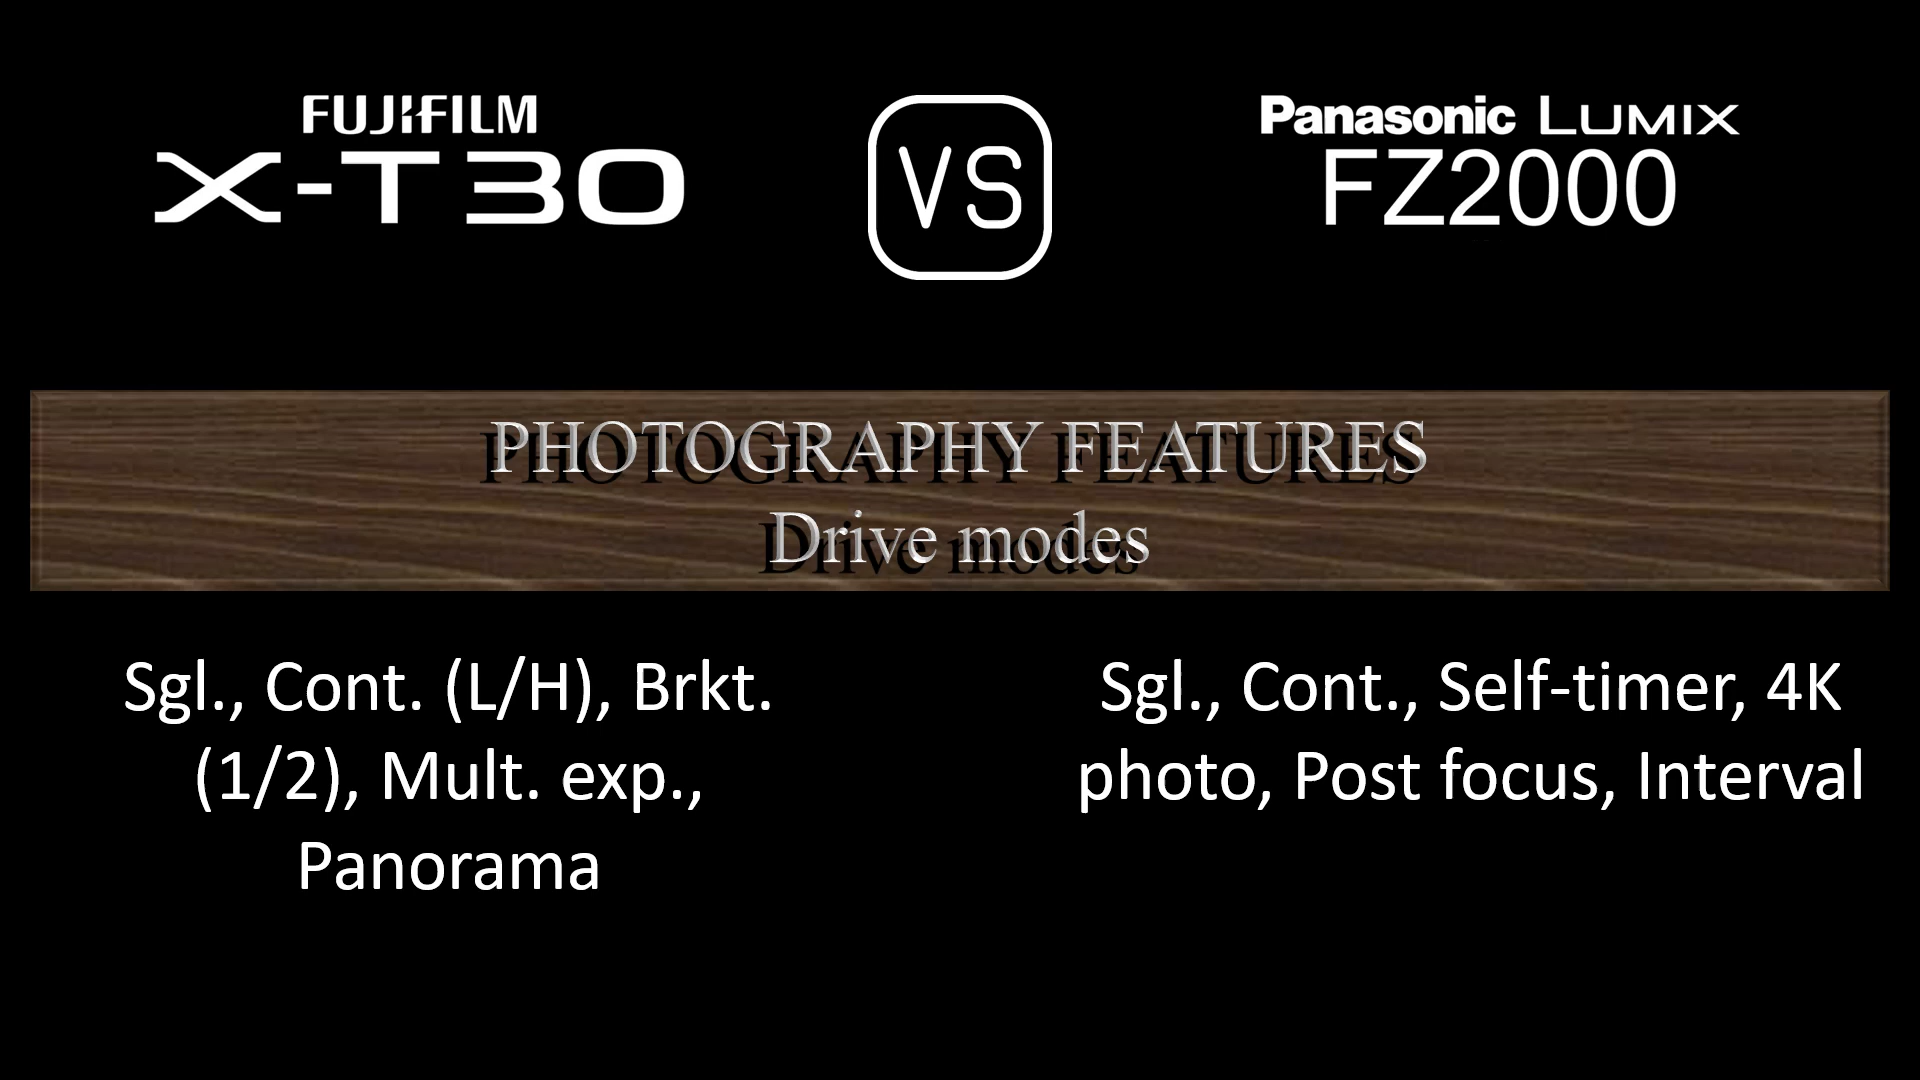 FUJIFILM
X-T30
VS
Panasonic LUMIX
FZ2000
PHOTOGRAPHY FEATURES
Drive modes
Sgl., Cont. (L/H), Brkt.
(1/2), Mult. exp.,
Panorama
Sgl., Cont., Self-timer, 4K
photo, Post focus, Interval